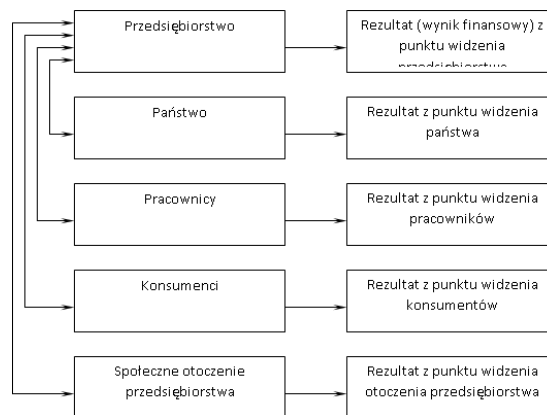 Przedsiębiorstwo
Rezultat (wynik finansowy) z
punktu widzenia
przedsiębiorstwa
Państwo
Rezultat z punktu widzenia
państwa
Pracownicy
Rezultat z punktu widzenia
pracowników
Konsumenci
Rezultat z punktu widzenia
konsumentów
Społeczne otoczenie
przedsiębiorstwa
Rezultat z punktu widzenia
otoczenia przedsiębiorstwa